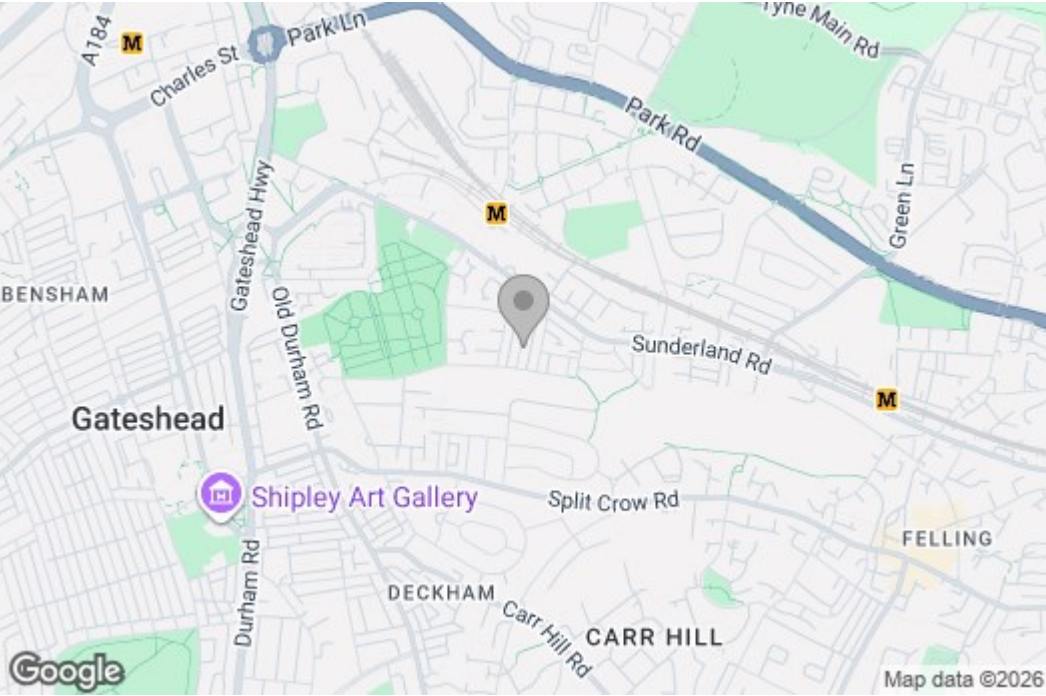 Tyne Main Rd
A184
M
Park Ln
Charles St
Park Rd
Green Ln
Gateshead Hwy
M
BENSHAM
Old Durham Rd
Sunderland Rd
M
Gateshead
Shipley Art Gallery
Split Crow Rd
FELLING
Durham Rd
DECKHAM
Carr Hill Rd
CARR HILL
Google
Map data ©2026